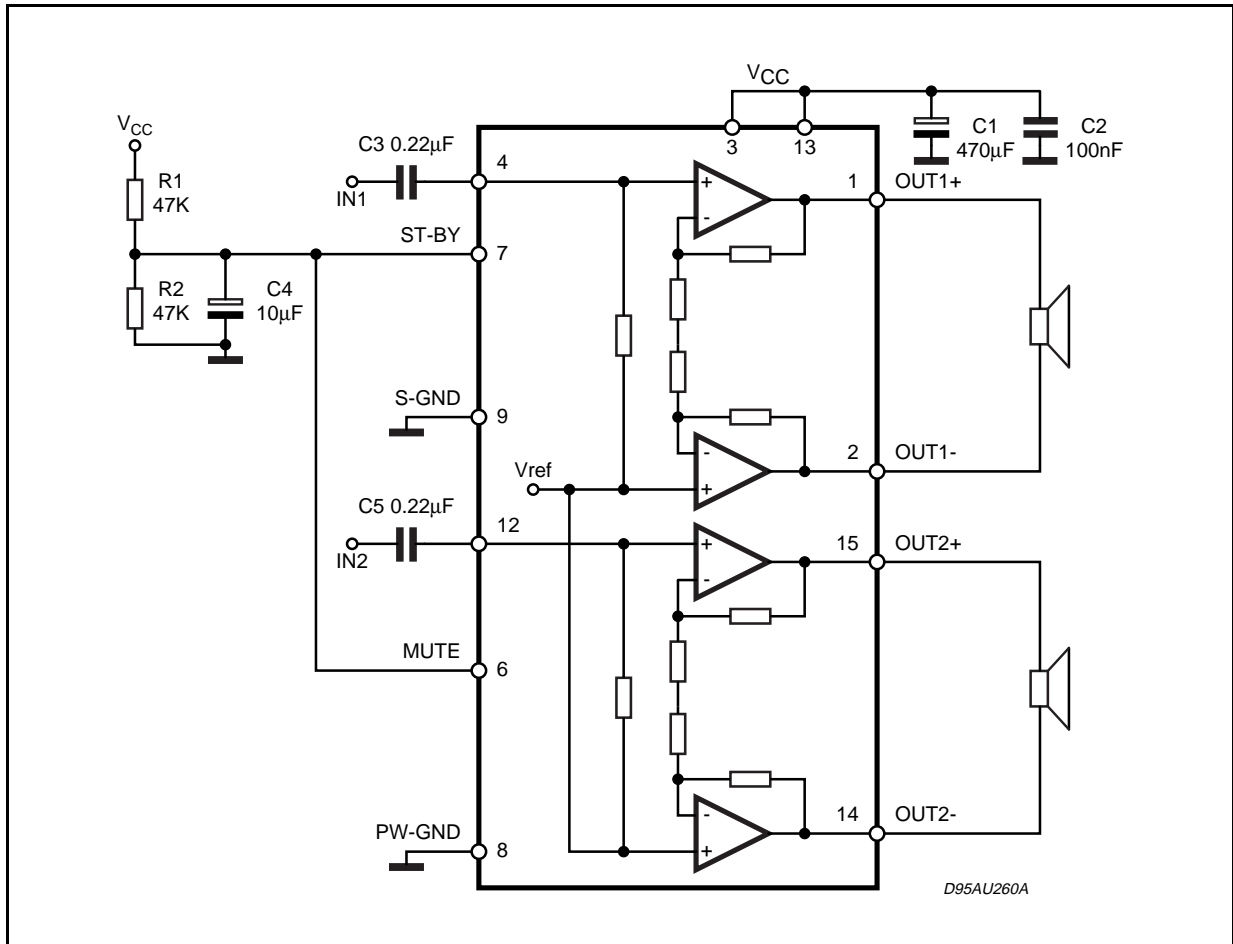 VCC
VCC
C3 0.22µF
4
3
13
C1
470µF
C2
100nF
R1
47K
IN1
+
-
1
OUT1+
ST-BY
7
R2
47K
C4
10µF
S-GND
9
-
+
2
OUT1-
Vref
C5 0.22µF
12
IN2
+
-
15
OUT2+
MUTE
6
-
+
14
OUT2-
PW-GND
8
D95AU260A